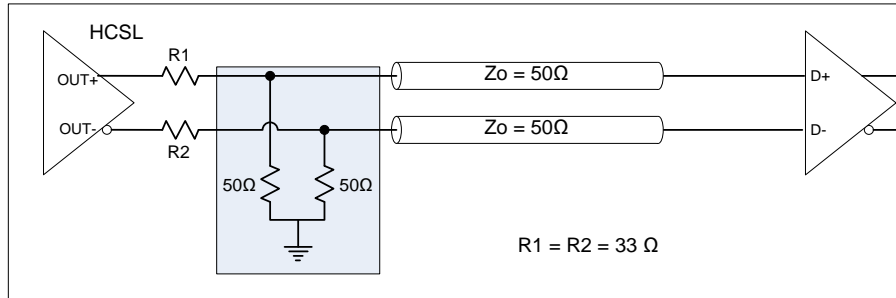 HCSL
R1
OUT+
Zo = 50Ω
D+
OUT-
Zo = 50Ω
D-
R2
50Ω
50Ω
R1 = R2 = 33 Ω